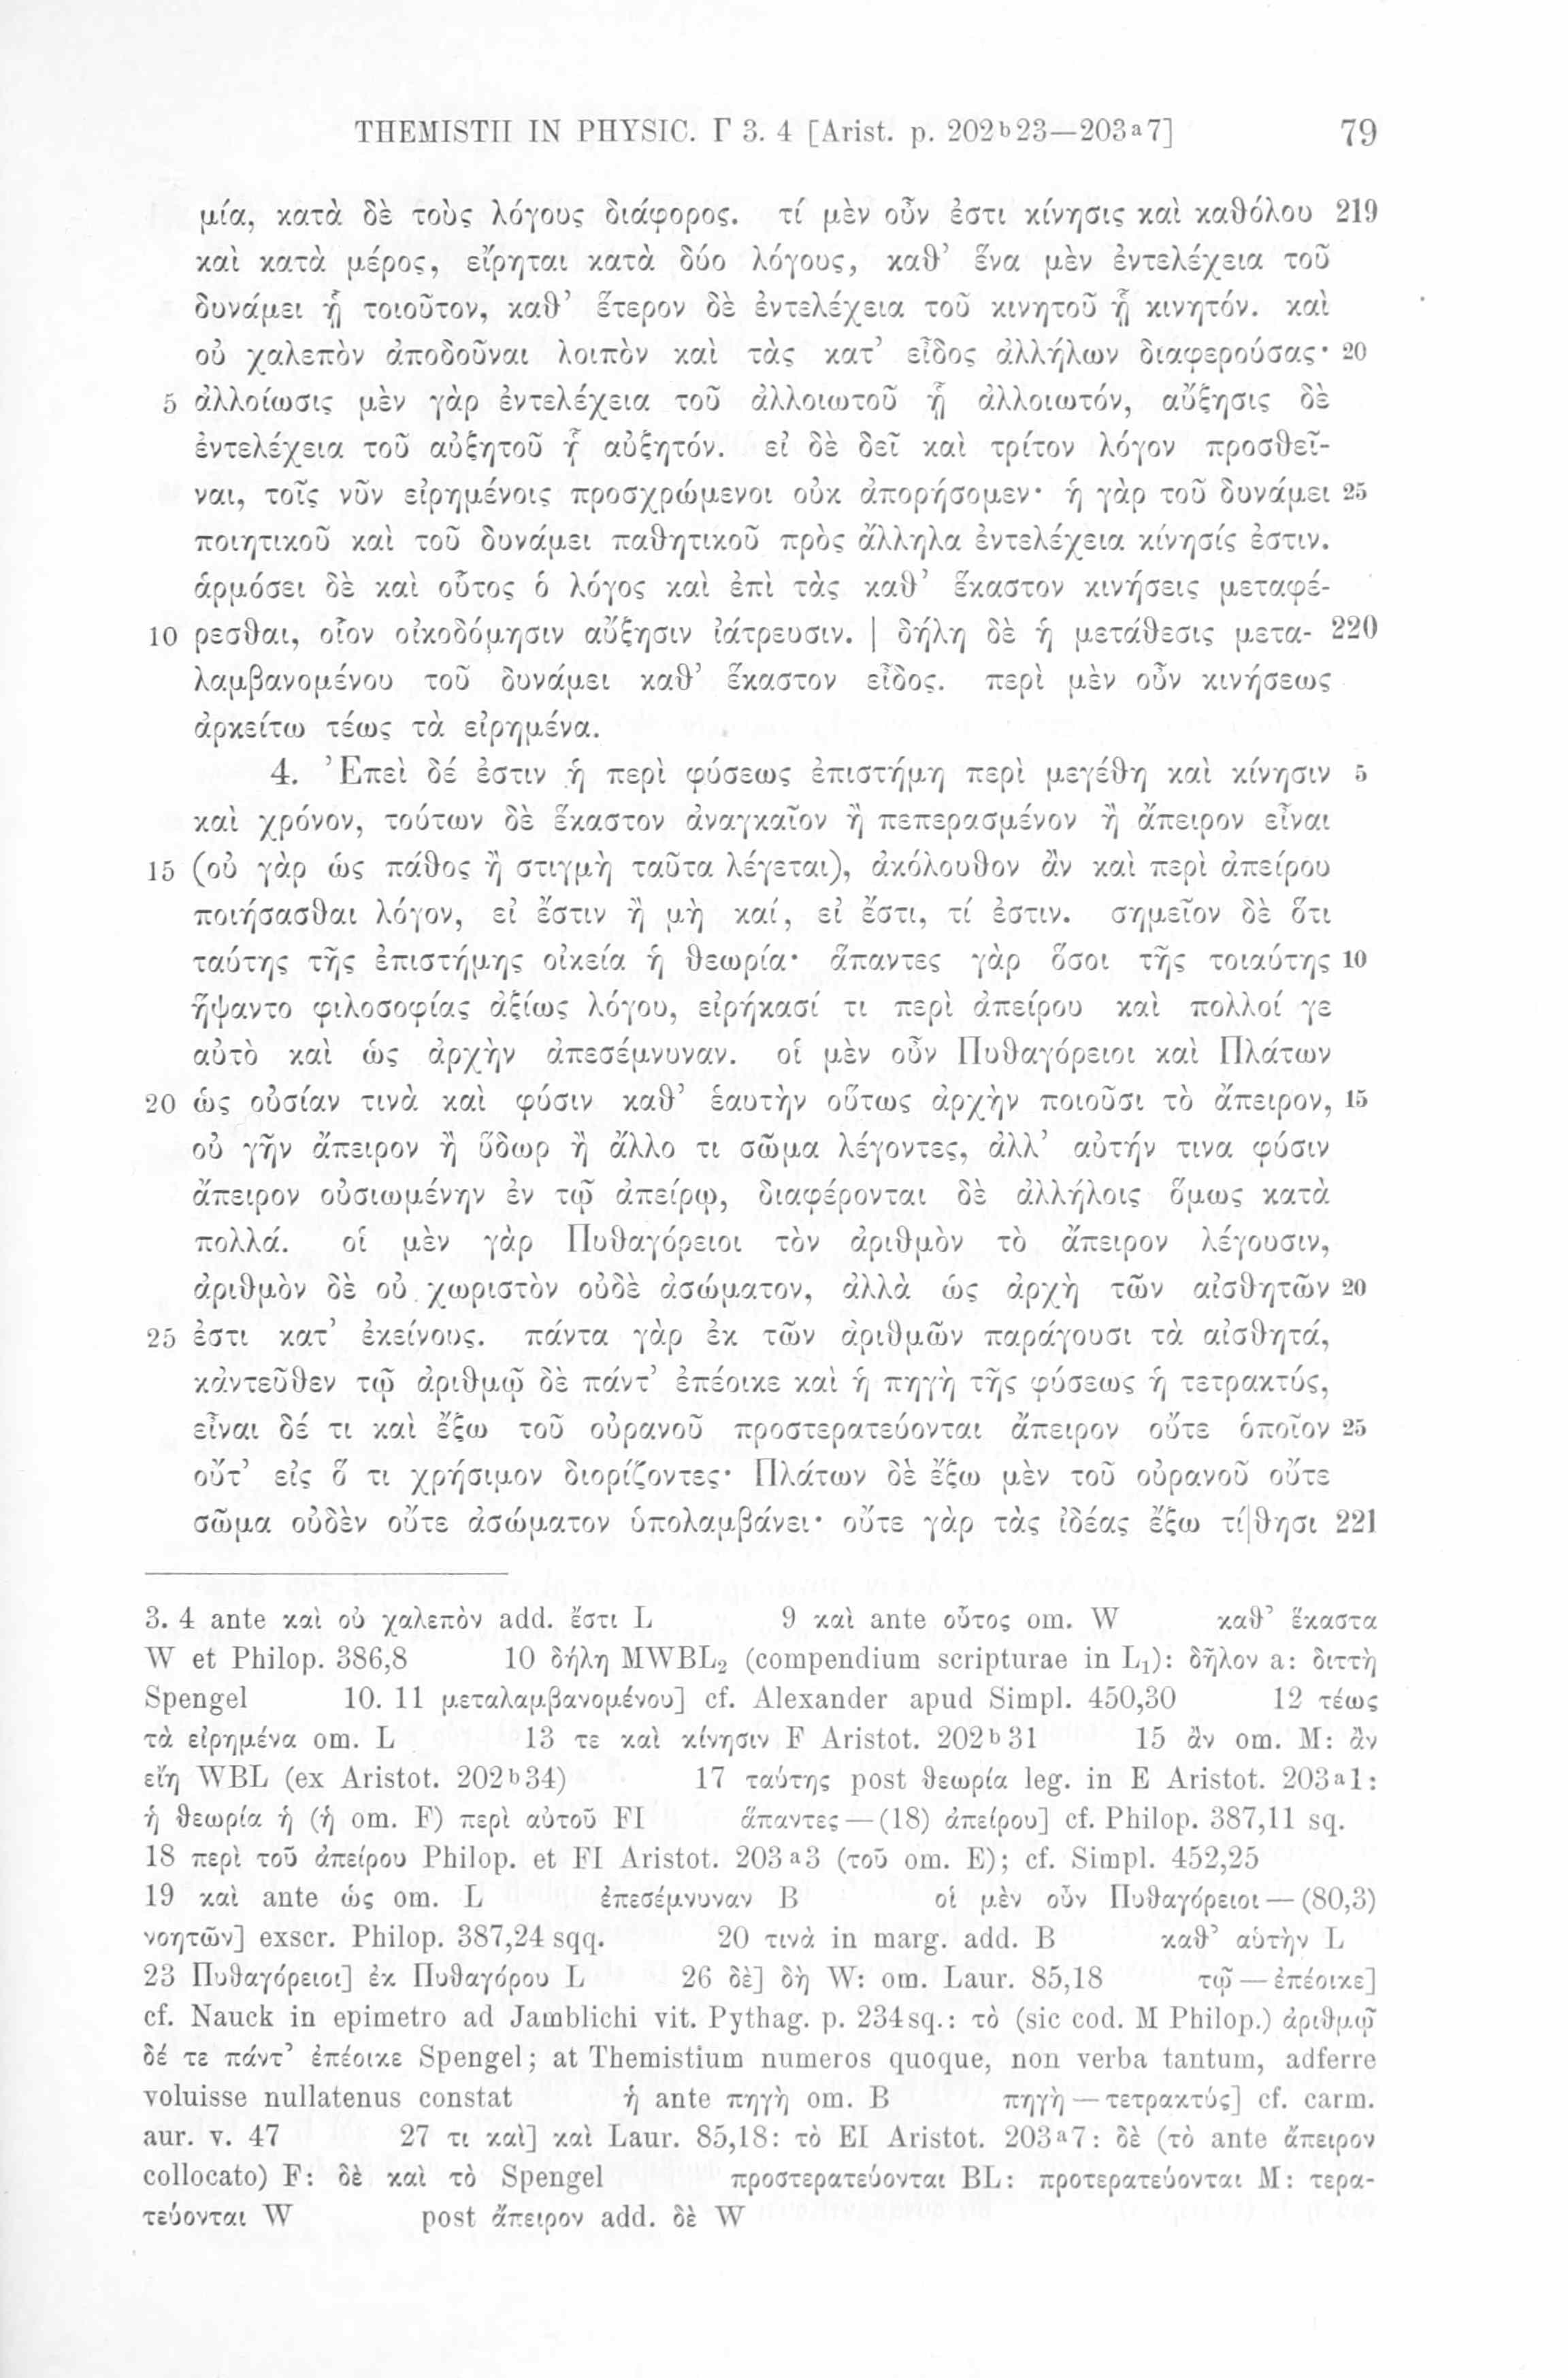 THEMISTII IN PHYSIC. Γ 3. 4 [Arist. p. 202ᵇ23—203ᵃ7] 79
μία, κατὰ δὲ τοὺς λόγους διάφορος. τί μὲν οὖν ἐστι κίνησις καὶ καθόλου 219
καὶ κατὰ μέρος, εἴρηται κατὰ δύο λόγους, καθ’ ἕνα μὲν ἐντελέχεια τοῦ
δυνάμει ᾗ τοιοῦτον, καθ’ ἕτερον δὲ ἐντελέχεια τοῦ κινητοῦ ᾗ κινητόν. καὶ
οὐ χαλεπὸν ἀποδοῦναι λοιπὸν καὶ τὰς κατ’ εἶδος ἀλλήλων διαφερούσας· 20
5 ἀλλοίωσις μὲν γὰρ ἐντελέχεια τοῦ ἀλλοιωτοῦ ᾗ ἀλλοιωτόν, αὔξησις δὲ
ἐντελέχεια τοῦ αὐξητοῦ ᾗ αὐξητόν. εἰ δὲ δεῖ καὶ τρίτον λόγον προσθεῖ-
ναι, τοῖς νῦν εἰρημένοις προσχρώμενοι οὐκ ἀπορήσομεν· ἡ γὰρ τοῦ δυνάμει 25
ποιητικοῦ καὶ τοῦ δυνάμει παθητικοῦ πρὸς ἄλληλα ἐντελέχεια κίνησίς ἐστιν.
ἁρμόσει δὲ καὶ οὗτος ὁ λόγος καὶ ἐπὶ τὰς καθ’ ἕκαστον κινήσεις μεταφέ-
10 ρεσθαι, οἷον οἰκοδόμησιν αὔξησιν ἰάτρευσιν. | δήλη δὲ ἡ μετάθεσις μετα- 220
λαμβανομένου τοῦ δυνάμει καθ’ ἕκαστον εἶδος. περὶ μὲν οὖν κινήσεως
ἀρκείτω τέως τὰ εἰρημένα.
4. Ἐπεὶ δέ ἐστιν ἡ περὶ φύσεως ἐπιστήμη περὶ μεγέθη καὶ κίνησιν 5
καὶ χρόνον, τούτων δὲ ἕκαστον ἀναγκαῖον ἢ πεπερασμένον ἢ ἄπειρον εἶναι
15 (οὐ γὰρ ὡς πάθος ἢ στιγμὴ ταῦτα λέγεται), ἀκόλουθον ἂν καὶ περὶ ἀπείρου
ποιήσασθαι λόγον, εἰ ἔστιν ἢ μὴ καί, εἰ ἔστι, τί ἐστιν. σημεῖον δὲ ὅτι
ταύτης τῆς ἐπιστήμης οἰκεία ἡ θεωρία· ἅπαντες γὰρ ὅσοι τῆς τοιαύτης 10
ἥψαντο φιλοσοφίας ἀξίως λόγου, εἰρήκασί τι περὶ ἀπείρου καὶ πολλοί γε
αὐτὸ καὶ ὡς ἀρχὴν ἀπεσέμνυναν. οἱ μὲν οὖν Πυθαγόρειοι καὶ Πλάτων
20 ὡς οὐσίαν τινὰ καὶ φύσιν καθ’ ἑαυτὴν οὕτως ἀρχὴν ποιοῦσι τὸ ἄπειρον, 15
οὐ γῆν ἄπειρον ἢ ὕδωρ ἢ ἄλλο τι σῶμα λέγοντες, ἀλλ’ αὐτήν τινα φύσιν
ἄπειρον οὐσιωμένην ἐν τῷ ἀπείρῳ, διαφέρονται δὲ ἀλλήλοις ὅμως κατὰ
πολλά. οἱ μὲν γὰρ Πυθαγόρειοι τὸν ἀριθμὸν τὸ ἄπειρον λέγουσιν,
ἀριθμὸν δὲ οὐ χωριστὸν οὐδὲ ἀσώματον, ἀλλὰ ὡς ἀρχὴ τῶν αἰσθητῶν 20
25 ἐστι κατ’ ἐκείνους. πάντα γὰρ ἐκ τῶν ἀριθμῶν παράγουσι τὰ αἰσθητά,
κἀντεῦθεν τῷ ἀριθμῷ δὲ πάντ’ ἐπέοικε καὶ ἡ πηγὴ τῆς φύσεως ἡ τετρακτύς,
εἶναι δέ τι καὶ ἔξω τοῦ οὐρανοῦ προστερατεύονται ἄπειρον οὔτε ὁποῖον 25
οὔτ’ εἰς ὅ τι χρήσιμον διορίζοντες· Πλάτων δὲ ἔξω μὲν τοῦ οὐρανοῦ οὔτε
σῶμα οὐδὲν οὔτε ἀσώματον ὑπολαμβάνει· οὔτε γὰρ τὰς ἰδέας ἔξω τί|θησι 221
3. 4 ante καὶ οὐ χαλεπὸν add. ἔστι L 9 καὶ ante οὗτος om. W καθ’ ἕκαστα
W et Philop. 386,8 10 δήλη MWBL₂ (compendium scripturae in L₁): δῆλον a: διττὴ
Spengel 10. 11 μεταλαμβανομένου] cf. Alexander apud Simpl. 450,30 12 τέως
τὰ εἰρημένα om. L 13 τε καὶ κίνησιν F Aristot. 202ᵇ31 15 ἂν om. M: ἂν
εἴη WBL (ex Aristot. 202ᵇ34) 17 ταύτης post θεωρία leg. in E Aristot. 203ᵃ1:
ἡ θεωρία ἡ (ἡ om. F) περὶ αὐτοῦ FI ἅπαντες — (18) ἀπείρου] cf. Philop. 387,11 sq.
18 περὶ τοῦ ἀπείρου Philop. et FI Aristot. 203ᵃ3 (τοῦ om. E); cf. Simpl. 452,25
19 καὶ ante ὡς om. L ἐπεσέμνυναν B οἱ μὲν οὖν Πυθαγόρειοι — (80,3)
νοητῶν] exscr. Philop. 387,24 sqq. 20 τινὰ in marg. add. B καθ’ αὑτὴν L
23 Πυθαγόρειοι] ἐκ Πυθαγόρου L 26 δὲ] δὴ W: om. Laur. 85,18 τῷ — ἐπέοικε]
cf. Nauck in epimetro ad Jamblichi vit. Pythag. p. 234 sq.: τὸ (sic cod. M Philop.) ἀριθμῷ
δέ τε πάντ’ ἐπέοικε Spengel; at Themistium numeros quoque, non verba tantum, adferre
voluisse nullatenus constat ἡ ante πηγὴ om. B πηγὴ — τετρακτύς] cf. carm.
aur. v. 47 27 τι καὶ] καὶ Laur. 85,18: τὸ EI Aristot. 203ᵃ7: δὲ (τὸ ante ἄπειρον
collocato) F: δὲ καὶ τὸ Spengel προστερατεύονται BL: προτερατεύονται M: τερα-
τεύονται W post ἄπειρον add. δὲ W